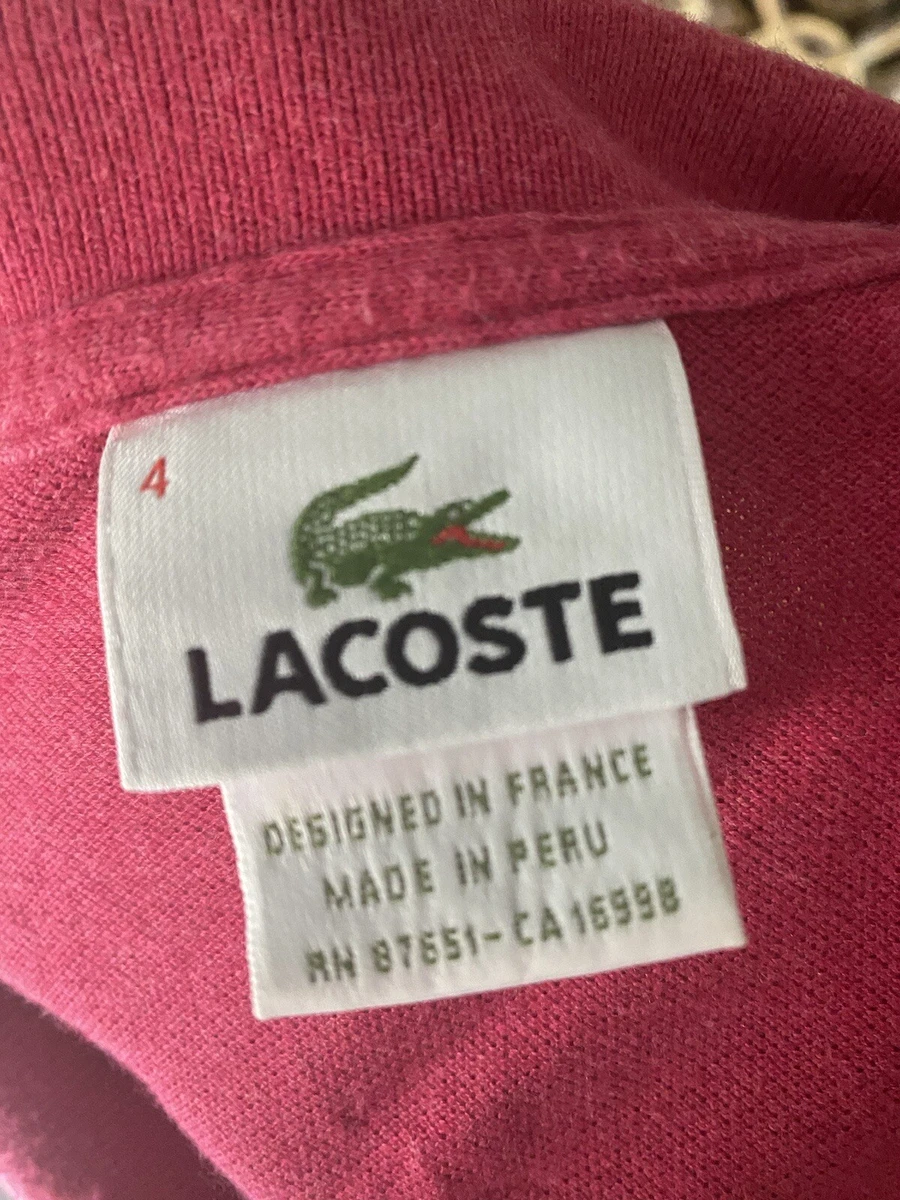 4
LACOSTE
DESIGNED IN FRANCE
MADE IN PERU
RN 87651-CA 16998